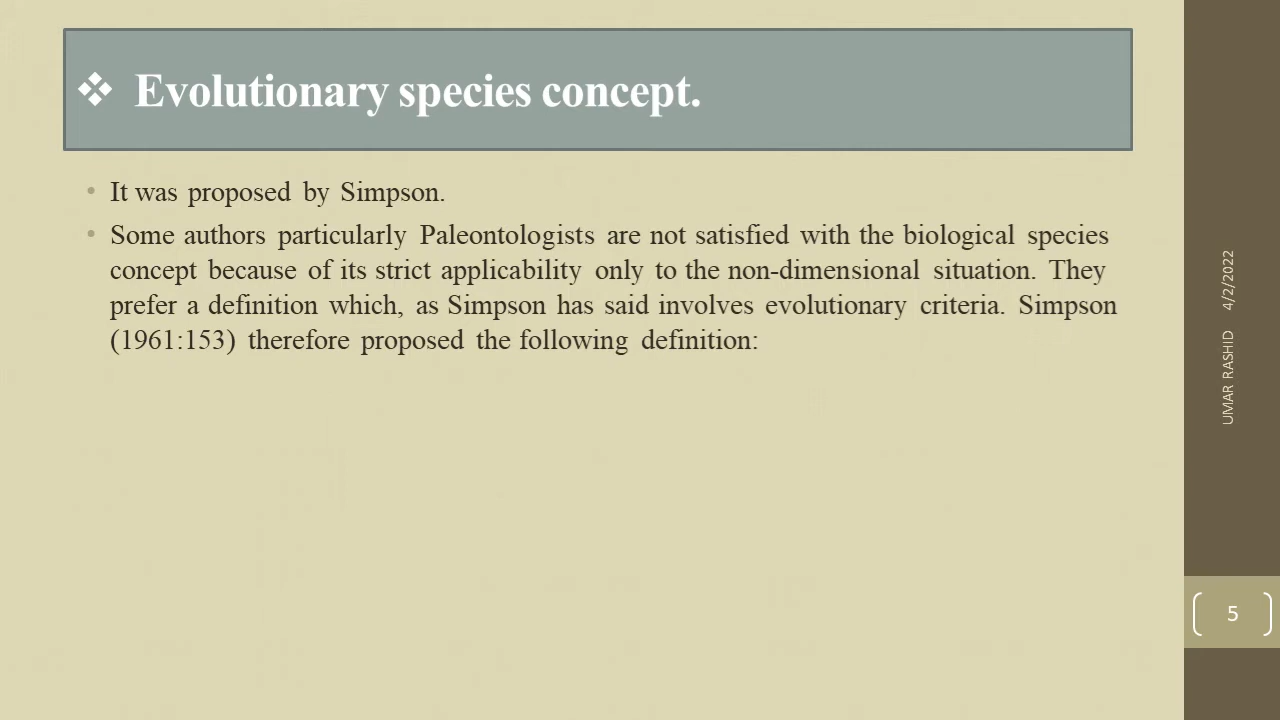 ❖ Evolutionary species concept.
• It was proposed by Simpson.
• Some authors particularly Paleontologists are not satisfied with the biological species
concept because of its strict applicability only to the non-dimensional situation. They
prefer a definition which, as Simpson has said involves evolutionary criteria. Simpson
(1961:153) therefore proposed the following definition:
UMAR RASHID 4/2/2022
5